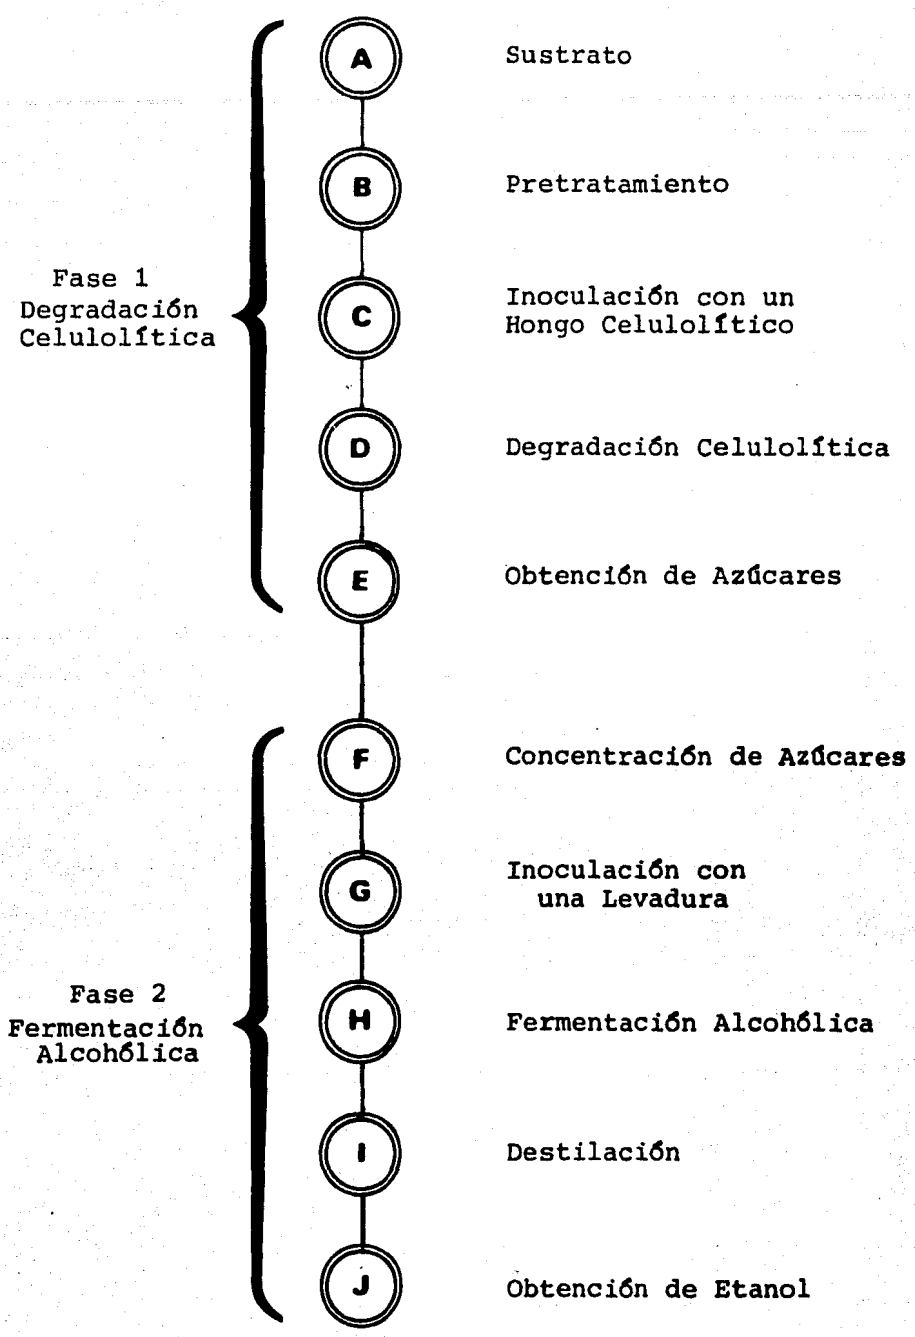 A Sustrato
B Pretratamiento
Fase 1
Degradación
Celulolítica
C Inoculación con un
Hongo Celulolítico
D Degradación Celulolítica
E Obtención de Azúcares
F Concentración de Azúcares
G Inoculación con
una Levadura
Fase 2
Fermentación
Alcohólica
H Fermentación Alcohólica
I Destilación
J Obtención de Etanol